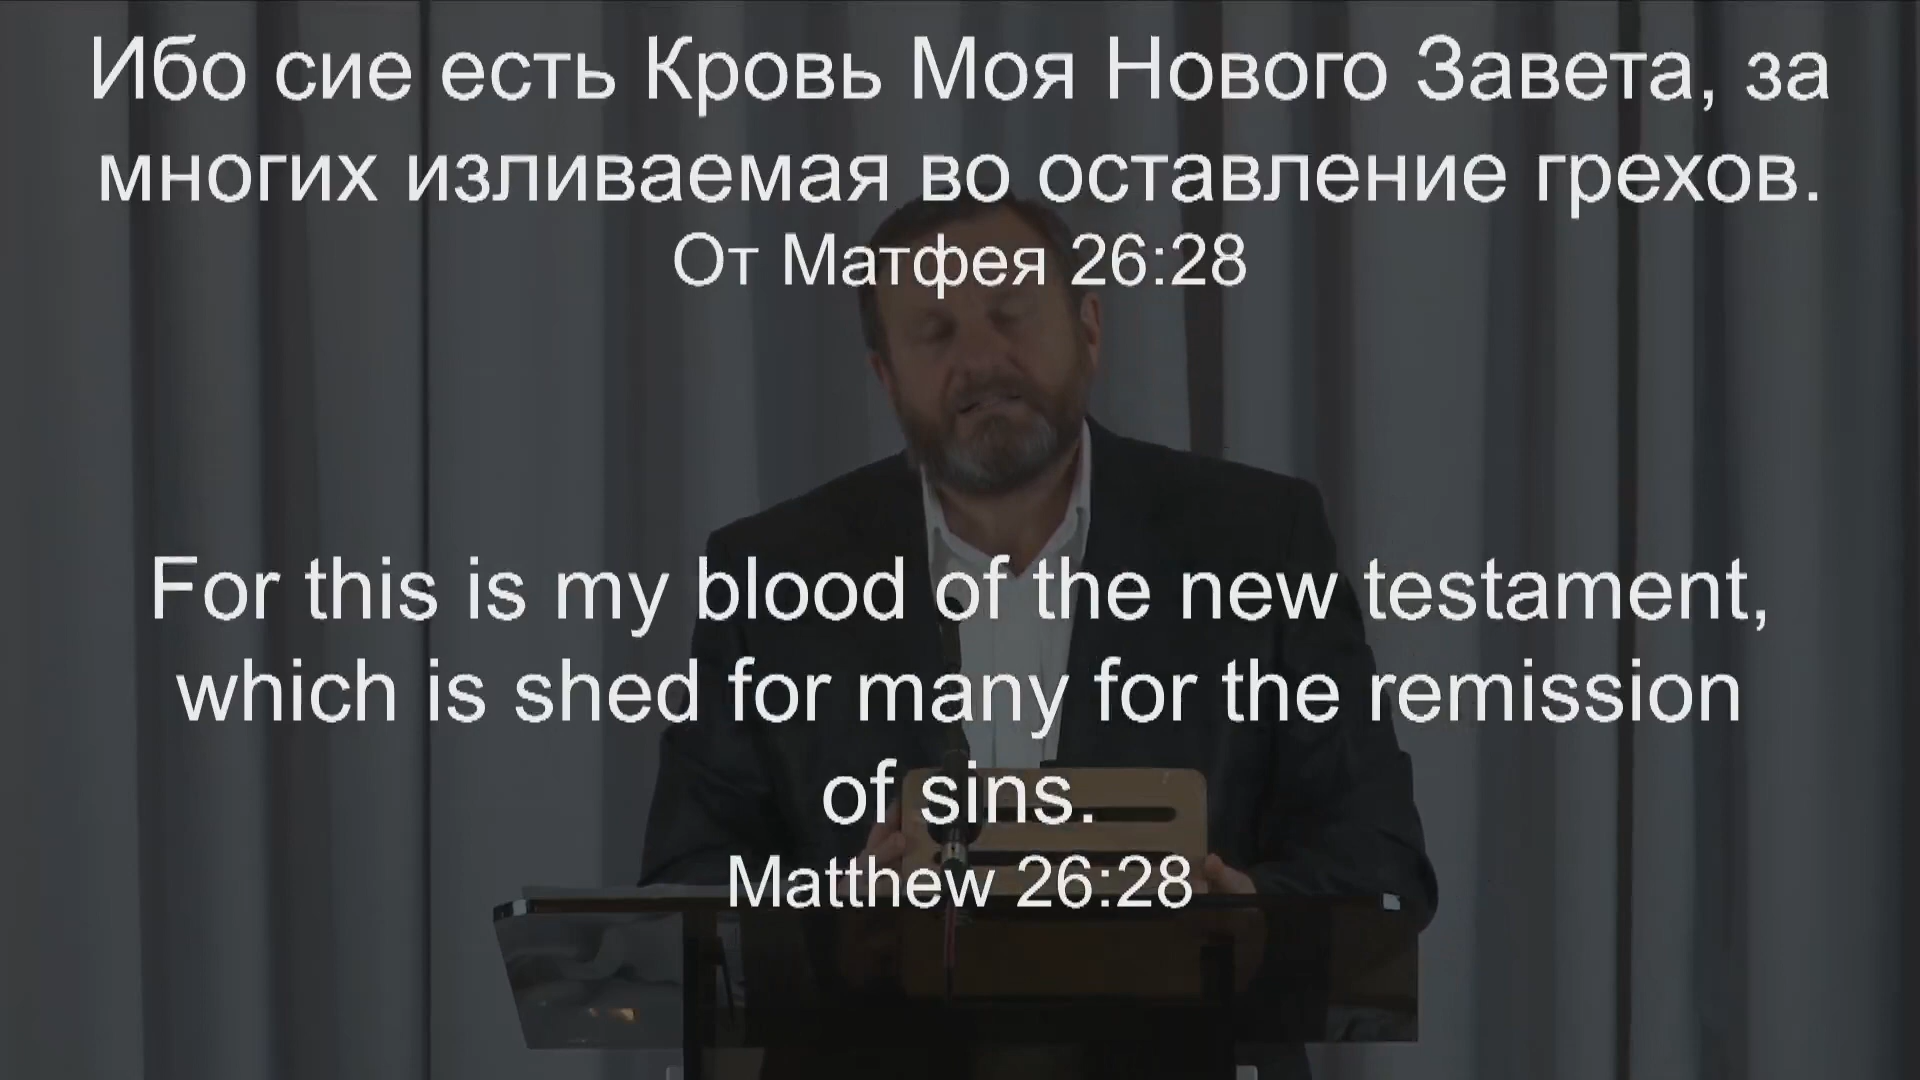 Ибо сие есть Кровь Моя Нового Завета, за
многих изливаемая во оставление грехов.
От Матфея 26:28
For this is my blood of the new testament,
which is shed for many for the remission
of sins.
Matthew 26:28